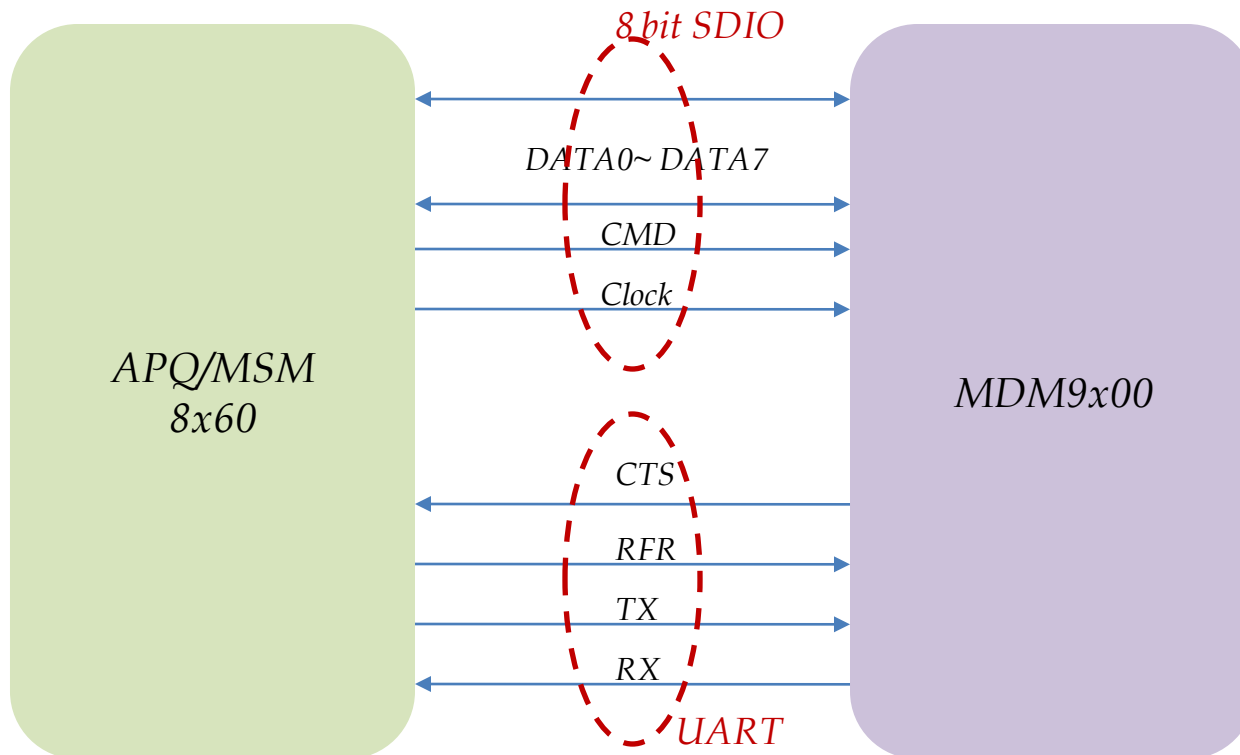 8 bit SDIO
DATA0~ DATA7
CMD
Clock
APQ/MSM
8x60
MDM9x00
CTS
RFR
TX
RX
UART